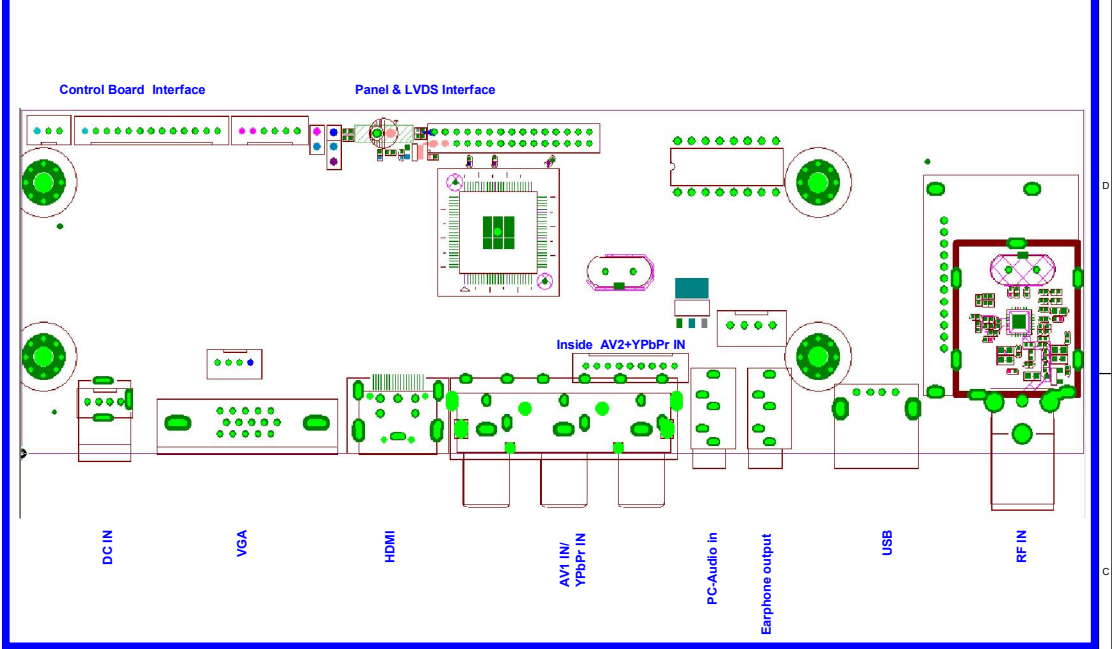 Control Board  Interface
Panel & LVDS Interface
D
Inside  AV2+YPbPr IN
DC IN
VGA
HDMI
AV1 IN/
YPbPr IN
PC-Audio in
Earphone output
USB
RF IN
C